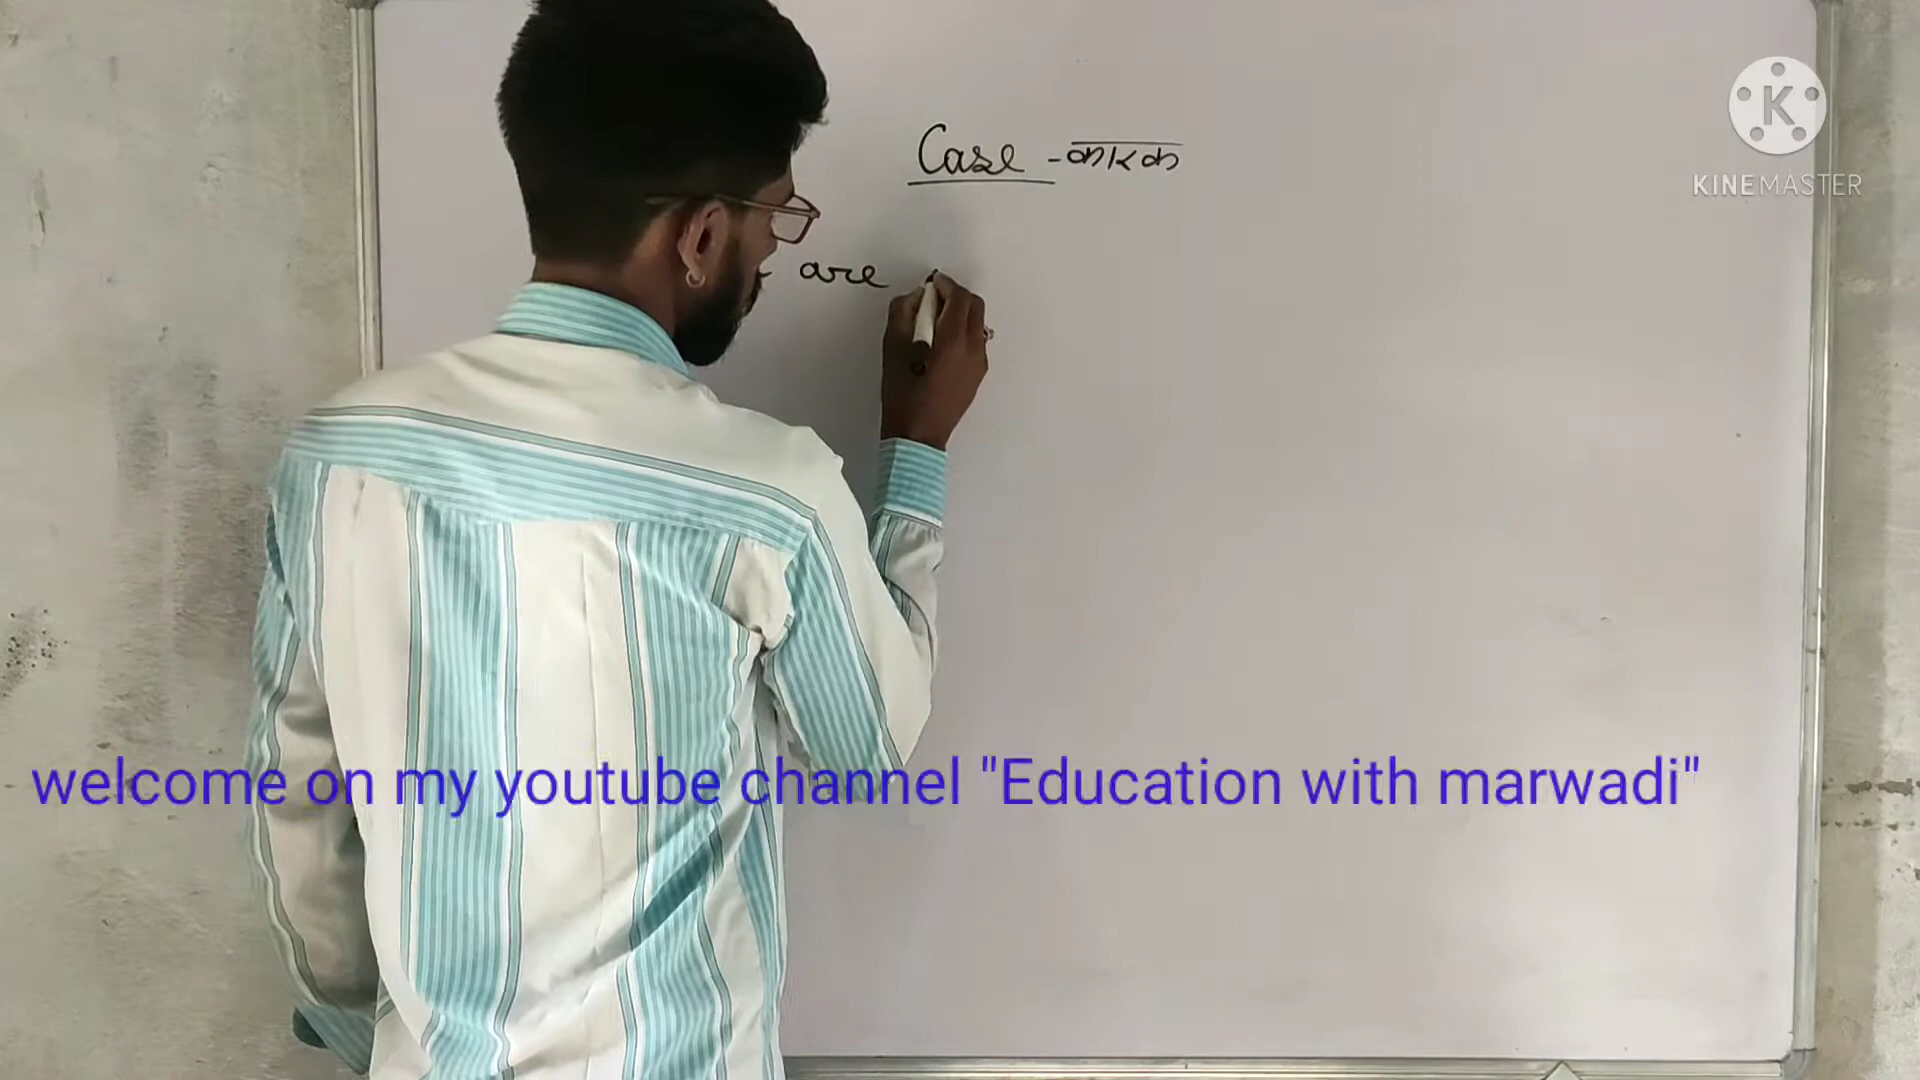 Case - कारक
KINEMASTER
are
welcome on my youtube channel "Education with marwadi"